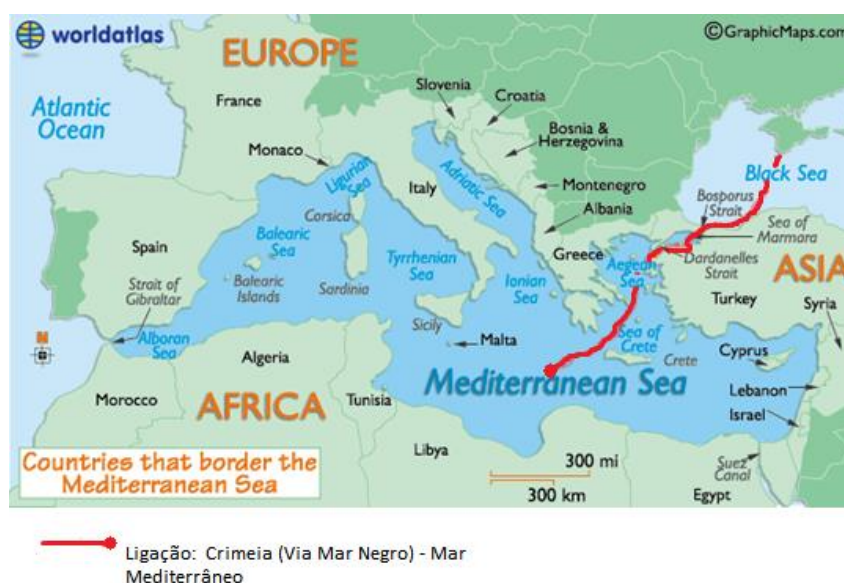 worldatlas
©GraphicMaps.com
EUROPE
Atlantic
Ocean
France
Slovenia
Croatia
Bosnia &
Herzegovina
Monaco
Ligurian
Sea
Italy
Adriatic Sea
Montenegro
Albania
Black Sea
Bosporus
Strait
Sea of
Marmara
Dardanelles
Strait
ASIA
Corsica
Spain
Balearic
Sea
Balearic
Islands
Sardinia
Tyrrhenian
Sea
Ionian
Sea
Greece
Aegean
Sea
Turkey
Syria
Strait of
Gibraltar
Alboran
Sea
N
Sicily
Malta
Sea of
Crete
Crete
Cyprus
Lebanon
Israel
Mediterranean Sea
Morocco
Algeria
Tunisia
AFRICA
Libya
Egypt
Suez
Canal
300 mi
300 km
Countries that border the
Mediterranean Sea
Ligação: Crimeia (Via Mar Negro) - Mar
Mediterrâneo